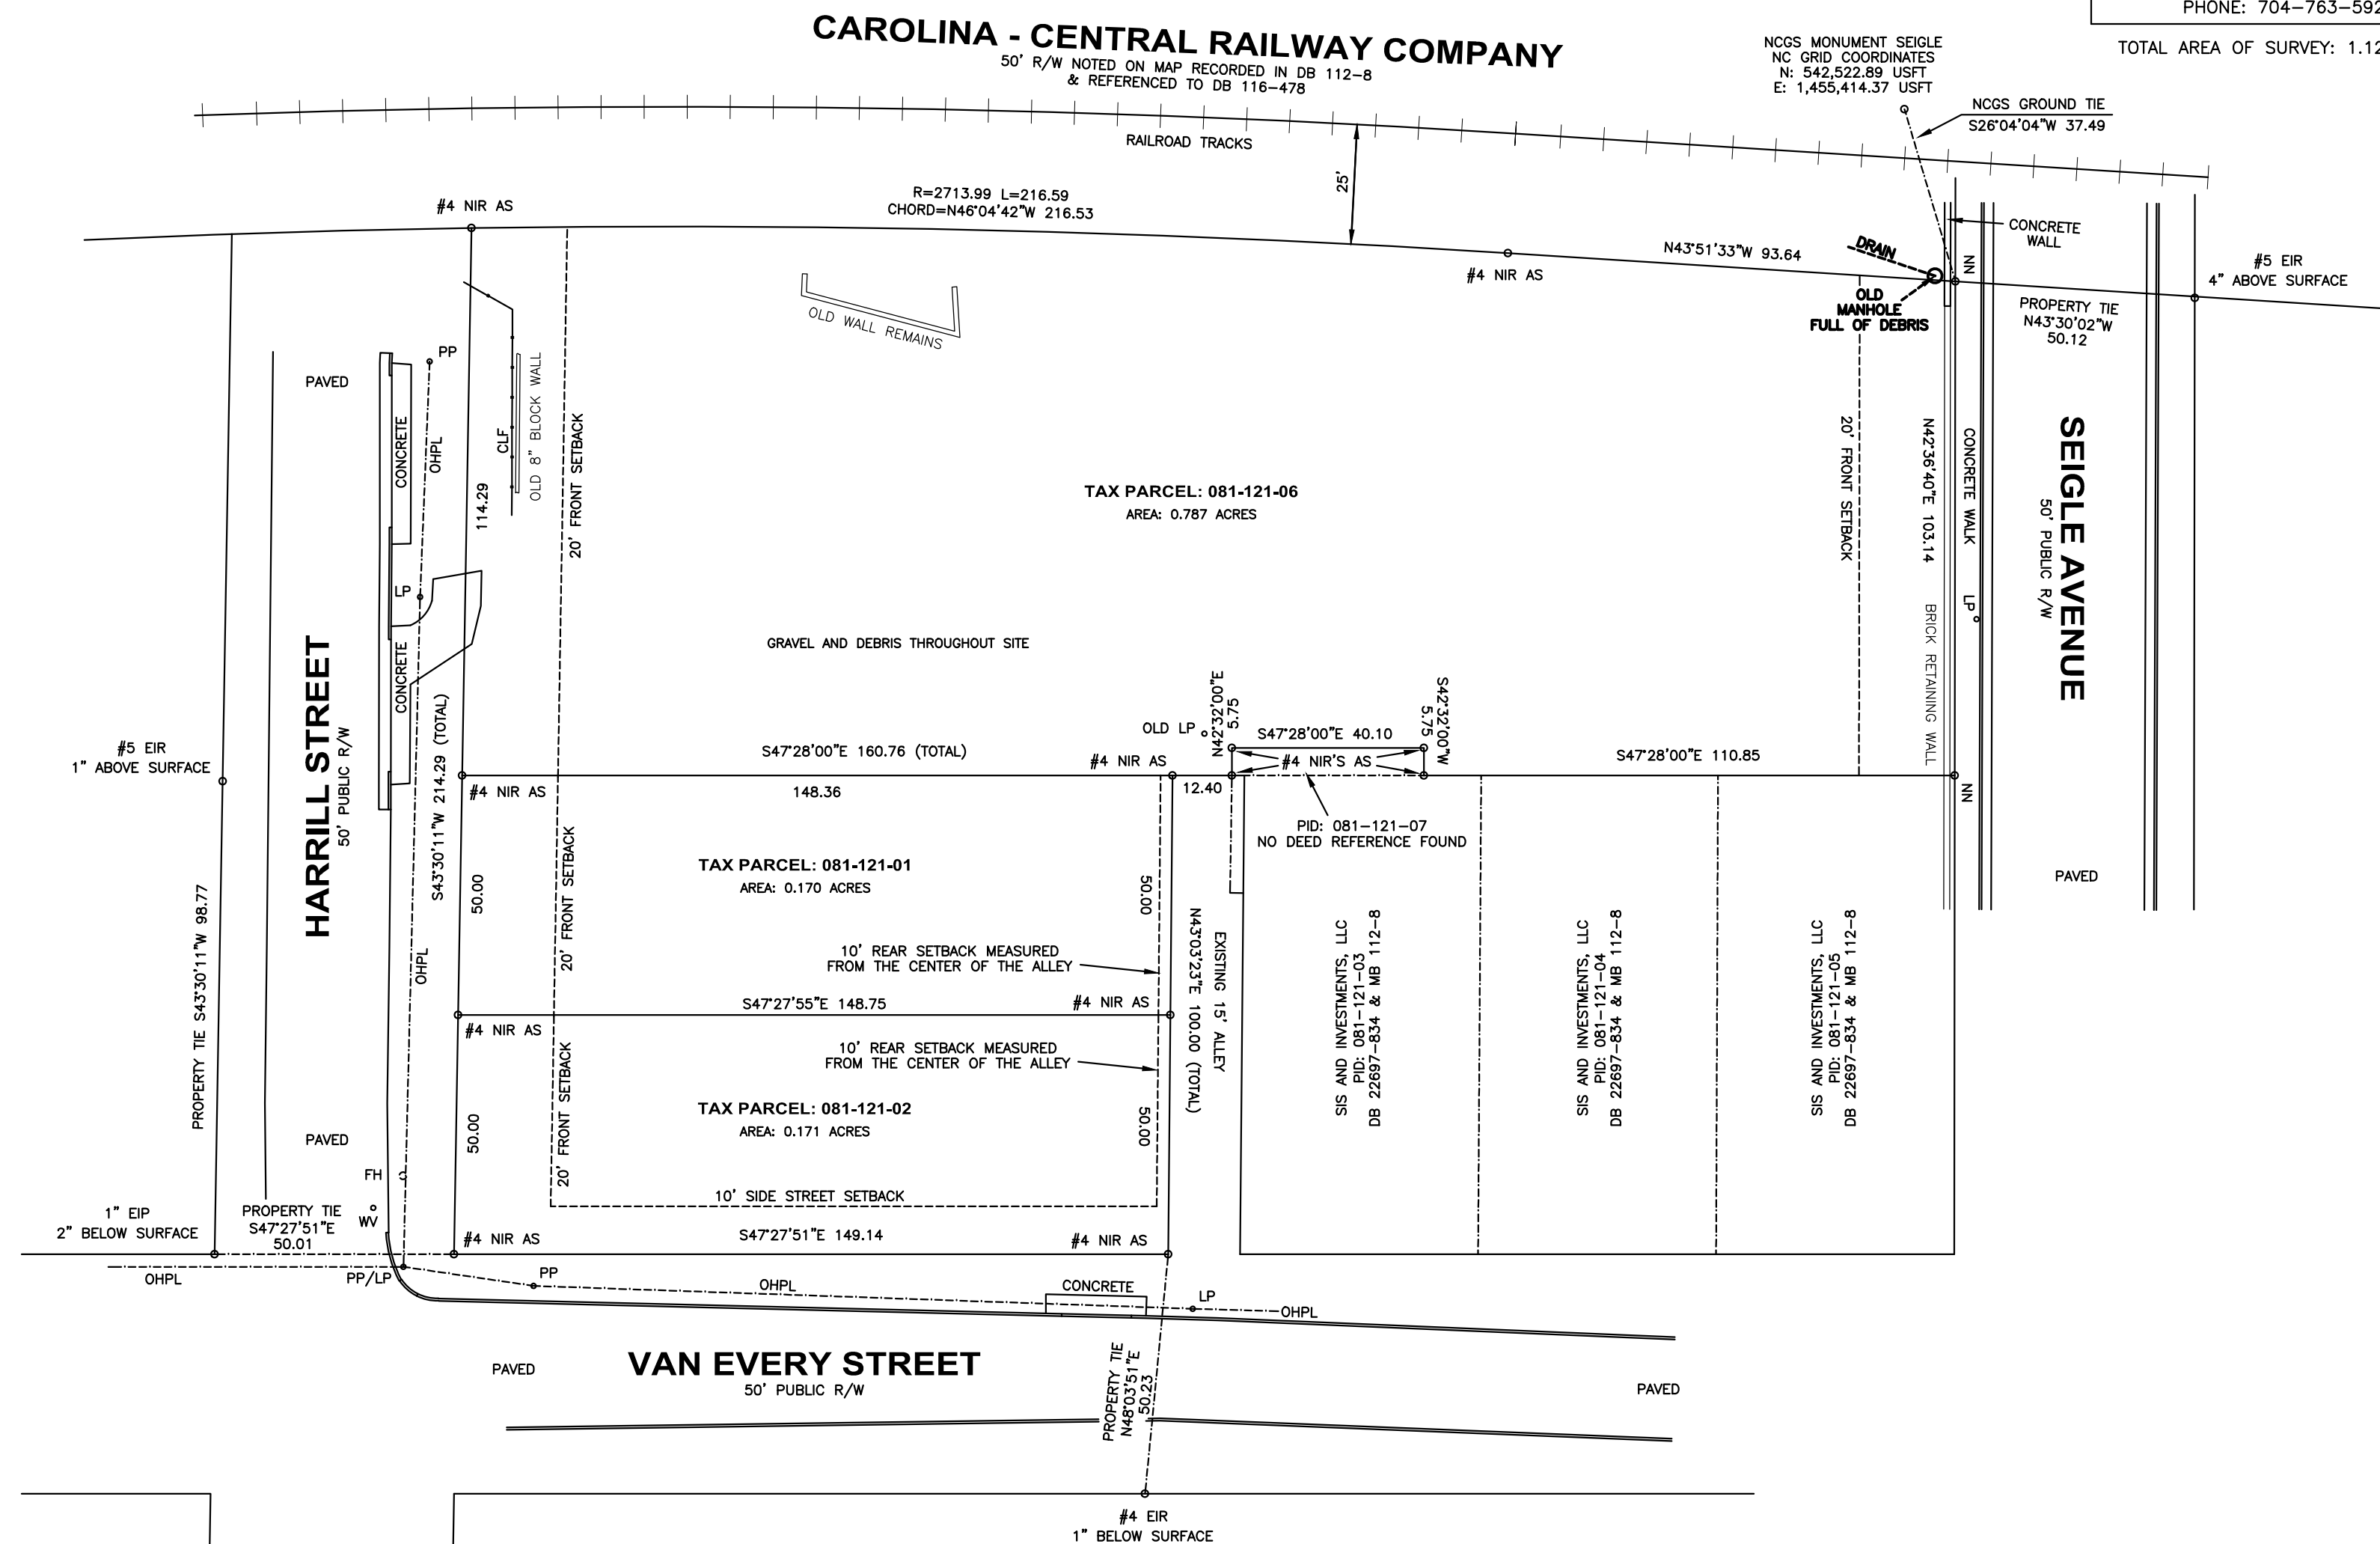 PHONE: 704-763-592
TOTAL AREA OF SURVEY: 1.12
CAROLINA - CENTRAL RAILWAY COMPANY
50' R/W NOTED ON MAP RECORDED IN DB 112-8
& REFERENCED TO DB 116-478
NCGS MONUMENT SEIGLE
NC GRID COORDINATES
N: 542,522.89 USFT
E: 1,455,414.37 USFT
NCGS GROUND TIE
S26°04'04"W 37.49
RAILROAD TRACKS
25'
#4 NIR AS
R=2713.99 L=216.59
CHORD=N46°04'42"W 216.53
#4 NIR AS
N43°51'33"W 93.64
DRAIN
OLD
MANHOLE
FULL OF DEBRIS
CONCRETE
WALL
NN
#5 EIR
4" ABOVE SURFACE
PROPERTY TIE
N43°30'02"W
50.12
OLD WALL REMAINS
PAVED
PP
CONCRETE
OHPL
114.29
CLF
OLD 8" BLOCK WALL
20' FRONT SETBACK
TAX PARCEL: 081-121-06
AREA: 0.787 ACRES
20' FRONT SETBACK
N42°36'40"E 103.14
CONCRETE WALK
LP
SEIGLE AVENUE
50' PUBLIC R/W
BRICK RETAINING WALL
LP
HARRILL STREET
50' PUBLIC R/W
CONCRETE
S43°30'11"W 214.29 (TOTAL)
GRAVEL AND DEBRIS THROUGHOUT SITE
#5 EIR
1" ABOVE SURFACE
S47°28'00"E 160.76 (TOTAL)
OLD LP
N42°32'00"E
5.75
S47°28'00"E 40.10
S42°32'00"W
5.75
#4 NIR AS
#4 NIR'S AS
S47°28'00"E 110.85
#4 NIR AS
148.36
12.40
NN
PID: 081-121-07
NO DEED REFERENCE FOUND
TAX PARCEL: 081-121-01
AREA: 0.170 ACRES
50.00
20' FRONT SETBACK
50.00
PAVED
PROPERTY TIE S43°30'11"W 98.77
OHPL
10' REAR SETBACK MEASURED
FROM THE CENTER OF THE ALLEY
N43°03'23"E 100.00 (TOTAL)
EXISTING 15' ALLEY
SIS AND INVESTMENTS, LLC
PID: 081-121-03
DB 22697-834 & MB 112-8
SIS AND INVESTMENTS, LLC
PID: 081-121-04
DB 22697-834 & MB 112-8
SIS AND INVESTMENTS, LLC
PID: 081-121-05
DB 22697-834 & MB 112-8
S47°27'55"E 148.75
#4 NIR AS
#4 NIR AS
10' REAR SETBACK MEASURED
FROM THE CENTER OF THE ALLEY
20' FRONT SETBACK
TAX PARCEL: 081-121-02
AREA: 0.171 ACRES
50.00
50.00
PAVED
FH
10' SIDE STREET SETBACK
1" EIP
2" BELOW SURFACE
PROPERTY TIE
S47°27'51"E
50.01
WV
#4 NIR AS
S47°27'51"E 149.14
#4 NIR AS
OHPL
PP/LP
PP
OHPL
CONCRETE
LP
OHPL
PAVED
VAN EVERY STREET
50' PUBLIC R/W
PROPERTY TIE
N48°03'51"E
50.23
PAVED
#4 EIR
1" BELOW SURFACE